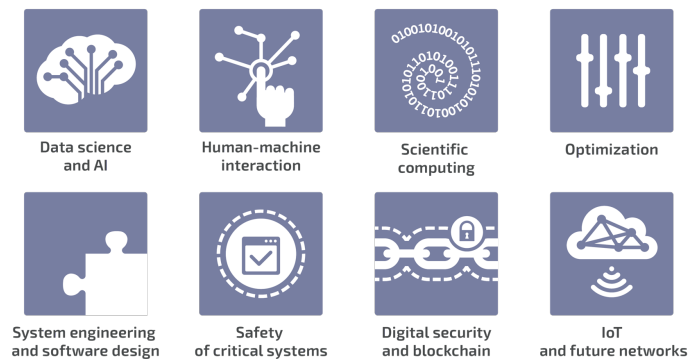 Data science
and AI
Human-machine
interaction
Scientific
computing
Optimization
System engineering
and software design
Safety
of critical systems
Digital security
and blockchain
IoT
and future networks